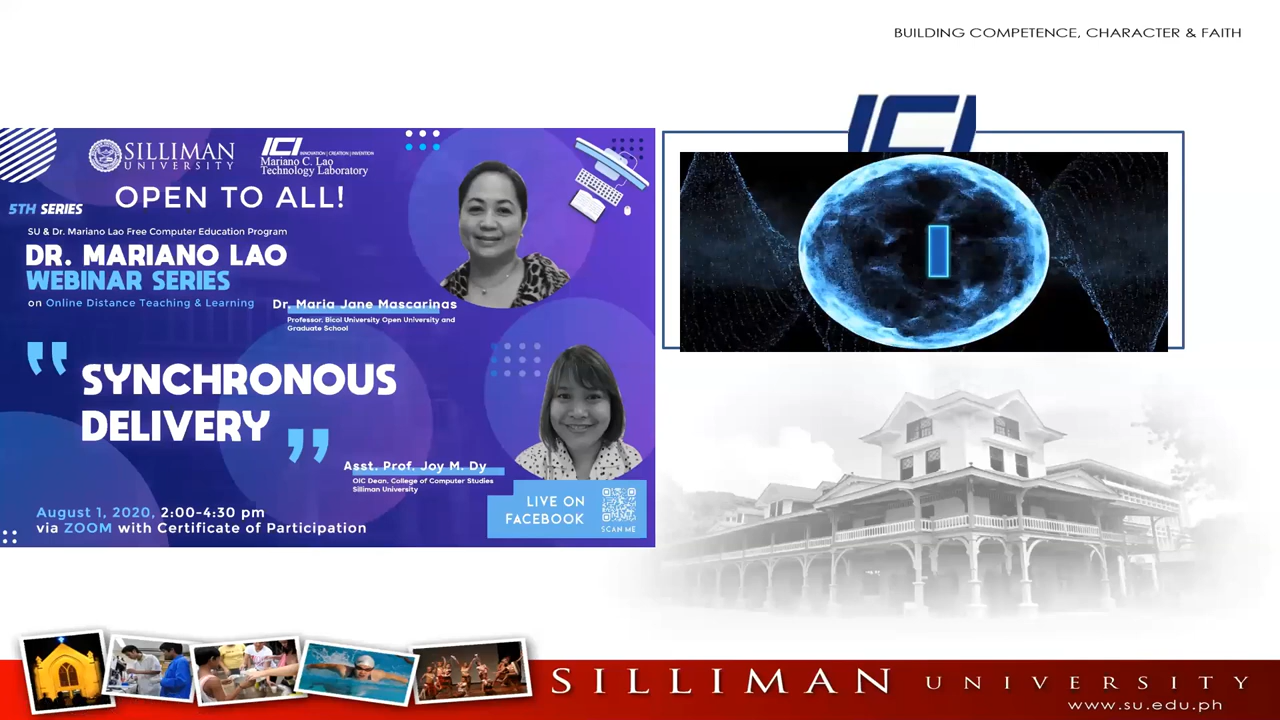 BUILDING COMPETENCE, CHARACTER & FAITH
SILLIMAN
UNIVERSITY
ICI
INNOVATION | CREATION | INVENTION
Mariano C. Lao
Technology Laboratory
OPEN TO ALL!
5TH SERIES
SU & Dr. Mariano Lao Free Computer Education Program
DR. MARIANO LAO
WEBINAR SERIES
on Online Distance Teaching & Learning
Dr. Maria Jane Mascarinas
Professor, Bicol University Open University and
Graduate School
"SYNCHRONOUS
DELIVERY"
Asst. Prof. Joy M. Dy
OIC Dean, College of Computer Studies
Silliman University
August 1, 2020, 2:00-4:30 pm
via ZOOM with Certificate of Participation
LIVE ON
FACEBOOK
SCAN ME
ICI
SILLIMAN UNIVERSITY
www.su.edu.ph